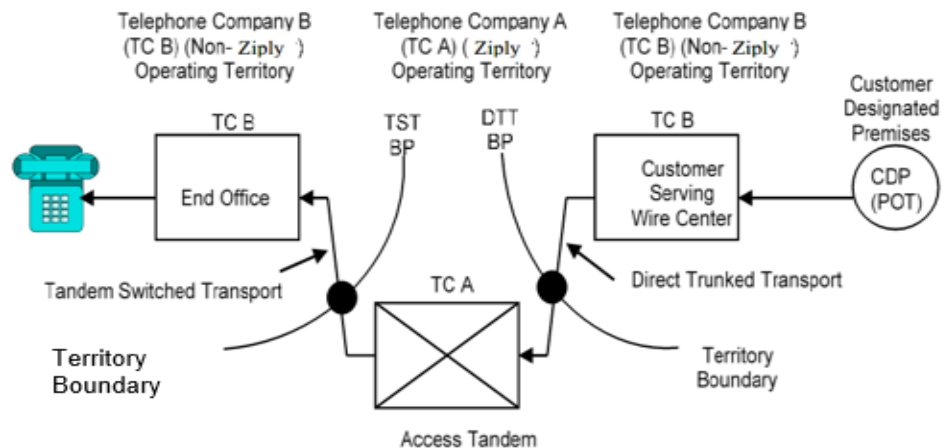 Telephone Company B
(TC B) (Non- Ziply )
Operating Territory
Telephone Company A
(TC A) ( Ziply )
Operating Territory
Telephone Company B
(TC B) (Non- Ziply )
Operating Territory
Customer
Designated
Premises
TC B
TST
BP
DTT
BP
TC B
End Office
Customer
Serving
Wire Center
CDP
(POT)
Tandem Switched Transport
TC A
Direct Trunked Transport
Territory
Boundary
Territory
Boundary
Access Tandem